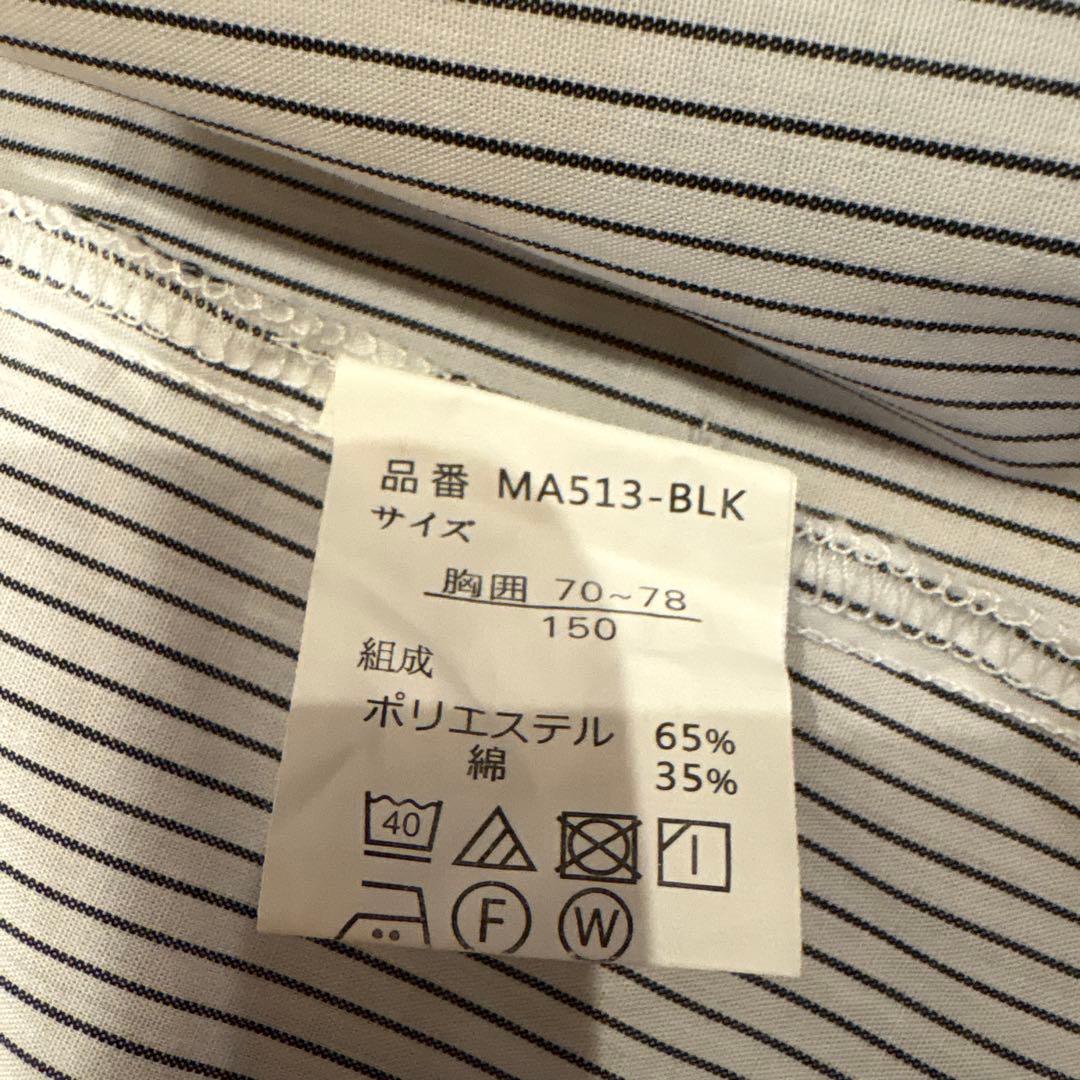 品番 MA513-BLK
サイズ
胸囲 70~78
150
組成
ポリエステル 65%
綿 35%
40
F W